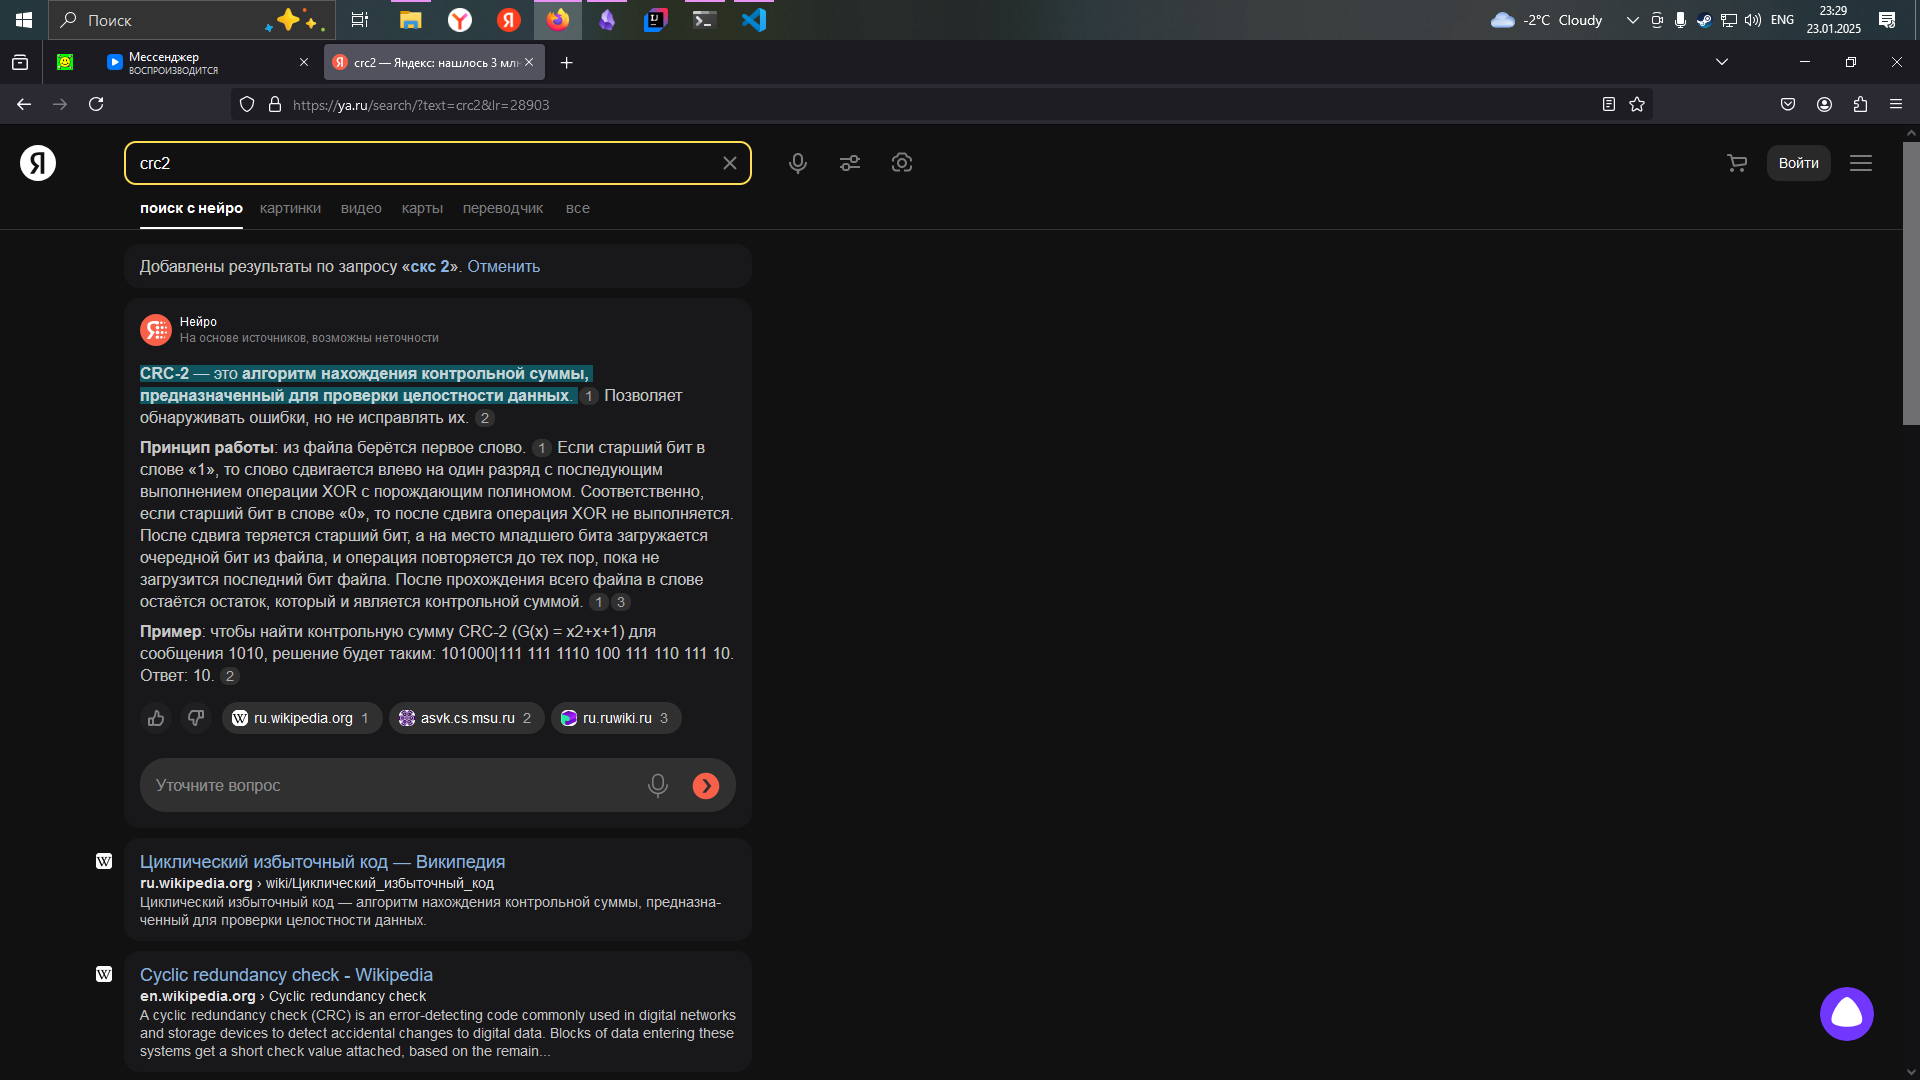 Поиск
-2°C Cloudy
ENG
23:29
23.01.2025
Мессенджер
ВОСПРОИЗВОДИТСЯ
crc2 — Яндекс: нашлось 3 млн
https://ya.ru/search/?text=crc2&lr=28903
Я
crc2
Войти
поиск с нейро картинки видео карты переводчик все
Добавлены результаты по запросу «скс 2». Отменить
Нейро
На основе источников, возможны неточности
CRC-2 — это алгоритм нахождения контрольной суммы,
предназначенный для проверки целостности данных. 1 Позволяет
обнаруживать ошибки, но не исправлять их. 2
Принцип работы: из файла берётся первое слово. 1 Если старший бит в
слове «1», то слово сдвигается влево на один разряд с последующим
выполнением операции XOR с порождающим полиномом. Соответственно,
если старший бит в слове «0», то после сдвига операция XOR не выполняется.
После сдвига теряется старший бит, а на место младшего бита загружается
очередной бит из файла, и операция повторяется до тех пор, пока не
загрузится последний бит файла. После прохождения всего файла в слове
остаётся остаток, который и является контрольной суммой. 1 3
Пример: чтобы найти контрольную сумму CRC-2 (G(x) = x2+x+1) для
сообщения 1010, решение будет таким: 101000|111 111 1110 100 111 110 111 10.
Ответ: 10. 2
ru.wikipedia.org 1 asvk.cs.msu.ru 2 ru.ruwiki.ru 3
Уточните вопрос
Циклический избыточный код — Википедия
ru.wikipedia.org › wiki/Циклический_избыточный_код
Циклический избыточный код — алгоритм нахождения контрольной суммы, предназна-
ченный для проверки целостности данных.
Cyclic redundancy check - Wikipedia
en.wikipedia.org › Cyclic redundancy check
A cyclic redundancy check (CRC) is an error-detecting code commonly used in digital networks
and storage devices to detect accidental changes to digital data. Blocks of data entering these
systems get a short check value attached, based on the remain...